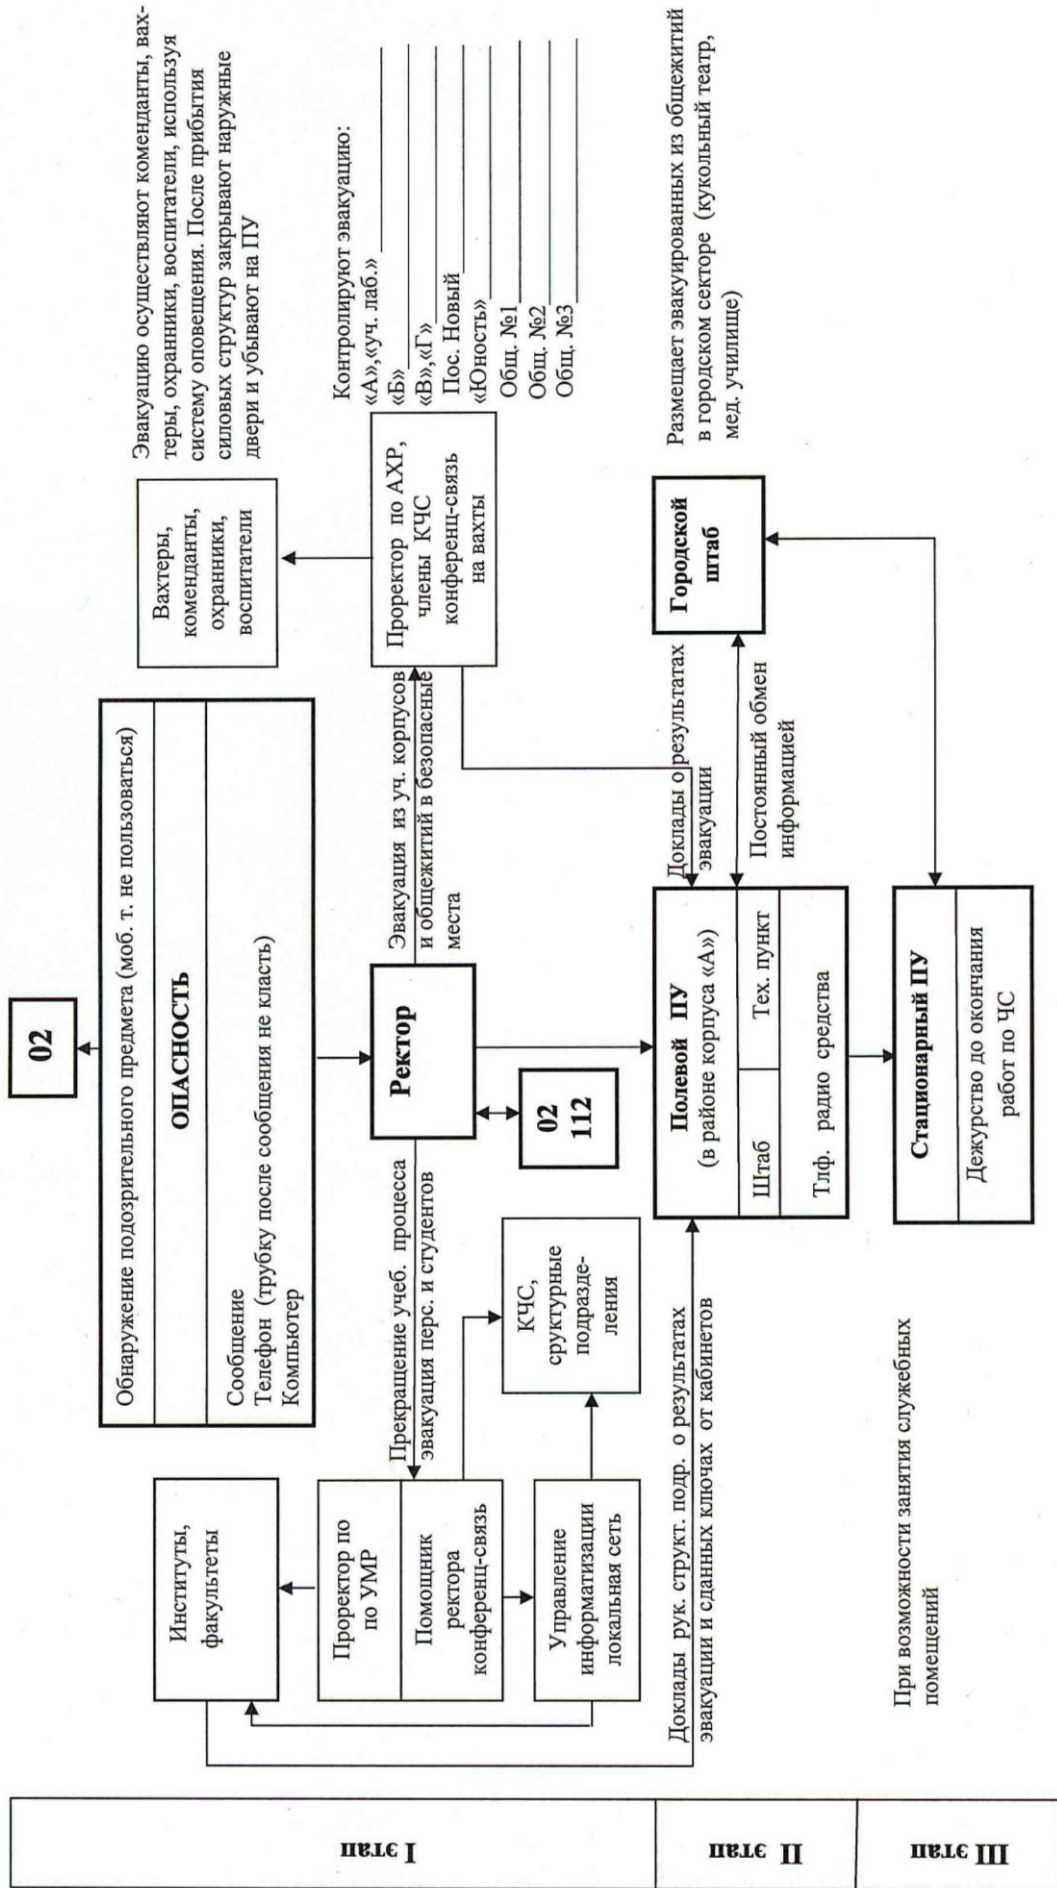 02
Обнаружение подозрительного предмета (моб. т. не пользоваться)
ОПАСНОСТЬ
Сообщение
Телефон (трубку после сообщения не класть)
Компьютер
Вахтеры,
коменданты,
охранники,
воспитатели
Эвакуацию осуществляют коменданты, вах-
теры, охранники, воспитатели, используя
систему оповещения. После прибытия
силовых структур закрывают наружные
двери и убывают на ПУ
Институты,
факультеты
Проректор по
по УМР
Помощник
ректора
конференц-связь
Прекращение учеб. процесса
эвакуация перс. и студентов
Ректор
Эвакуация из уч. корпусов
и общежитий в безопасные
места
Проректор по АХР,
члены КЧС
конференц-связь
на вахты
Контролируют эвакуацию:
«А»,«уч. лаб.»
«Б»
«В»,«Г»
Пос. Новый
«Юность»
Общ. №1
Общ. №2
Общ. №3
Управление
информатизации
локальная сеть
КЧС,
сруктурные
подразде-
ления
02
112
I этап
Доклады рук. структ. подр. о результатах
эвакуации и сданных ключах от кабинетов
Полевой ПУ
(в районе корпуса «А»)
Штаб
Тех. пункт
Тлф. радио средства
Доклады о результатах
эвакуации
Постоянный обмен
информацией
Городской
штаб
Размещает эвакуированных из общежитий
в городском секторе (кукольный театр,
мед. училище)
II этап
При возможности занятия служебных
помещений
Стационарный ПУ
Дежурство до окончания
работ по ЧС
III этап